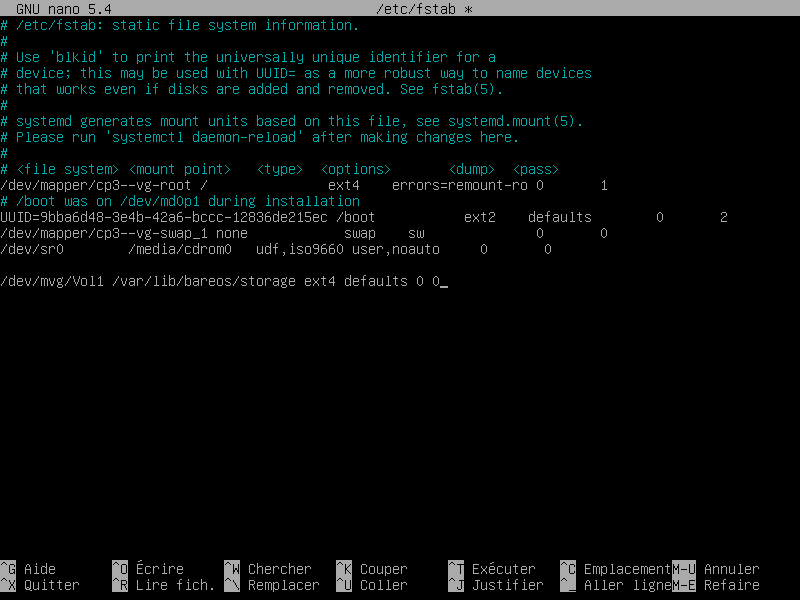 GNU nano 5.4 /etc/fstab *
# /etc/fstab: static file system information.
#
# Use 'blkid' to print the universally unique identifier for a
# device; this may be used with UUID= as a more robust way to name devices
# that works even if disks are added and removed. See fstab(5).
#
# systemd generates mount units based on this file, see systemd.mount(5).
# Please run 'systemctl daemon-reload' after making changes here.
#
# <file system> <mount point>   <type>  <options>       <dump>  <pass>
/dev/mapper/cp3--vg-root /               ext4    errors=remount-ro 0       1
# /boot was on /dev/md0p1 during installation
UUID=9bba6d48-3e4b-42a6-bccc-12836de215ec /boot           ext2    defaults        0       2
/dev/mapper/cp3--vg-swap_1 none            swap    sw              0       0
/dev/sr0        /media/cdrom0   udf,iso9660 user,noauto     0       0
/dev/mvg/Vol1 /var/lib/bareos/storage ext4 defaults 0 0_
^G Aide ^O Écrire ^W Chercher ^K Couper ^T Exécuter ^C Emplacement M-U Annuler
^X Quitter ^R Lire fich. ^\ Remplacer ^U Coller ^J Justifier ^_ Aller ligne M-E Refaire